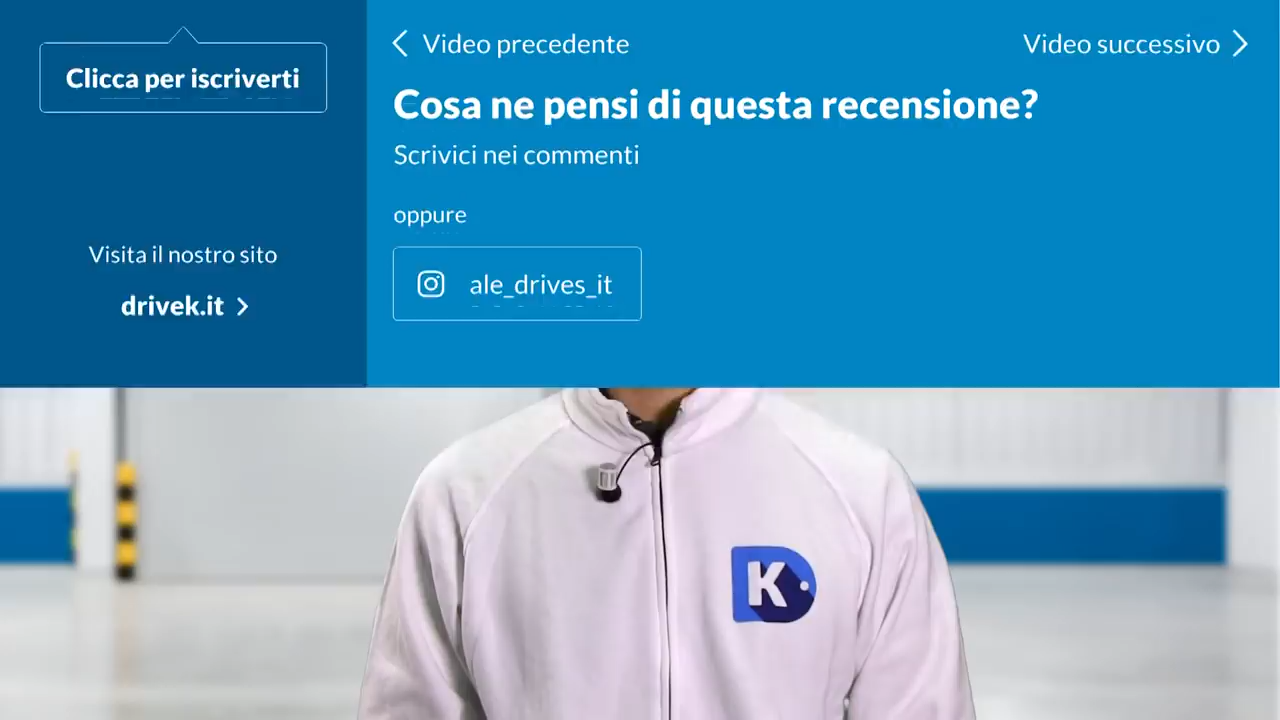 Clicca per iscriverti
Visita il nostro sito
drivek.it
Video precedente
Video successivo
Cosa ne pensi di questa recensione?
Scrivici nei commenti
oppure
ale_drives_it
K